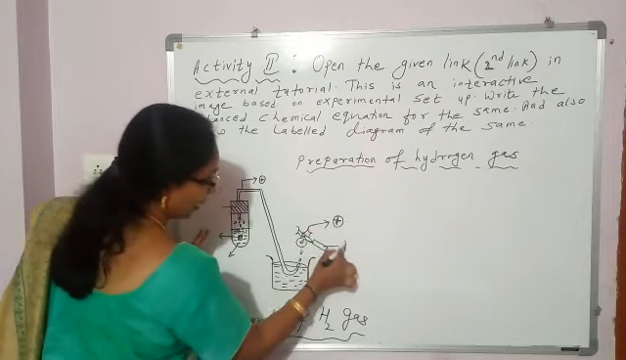 Activity II : Open the given link (2nd link) in
external tutorial. This is an interactive
image based on experimental set up. Write the
chemical equation for the same. And also
the labelled diagram of the same
Preparation of hydrogen gas
H2 gas